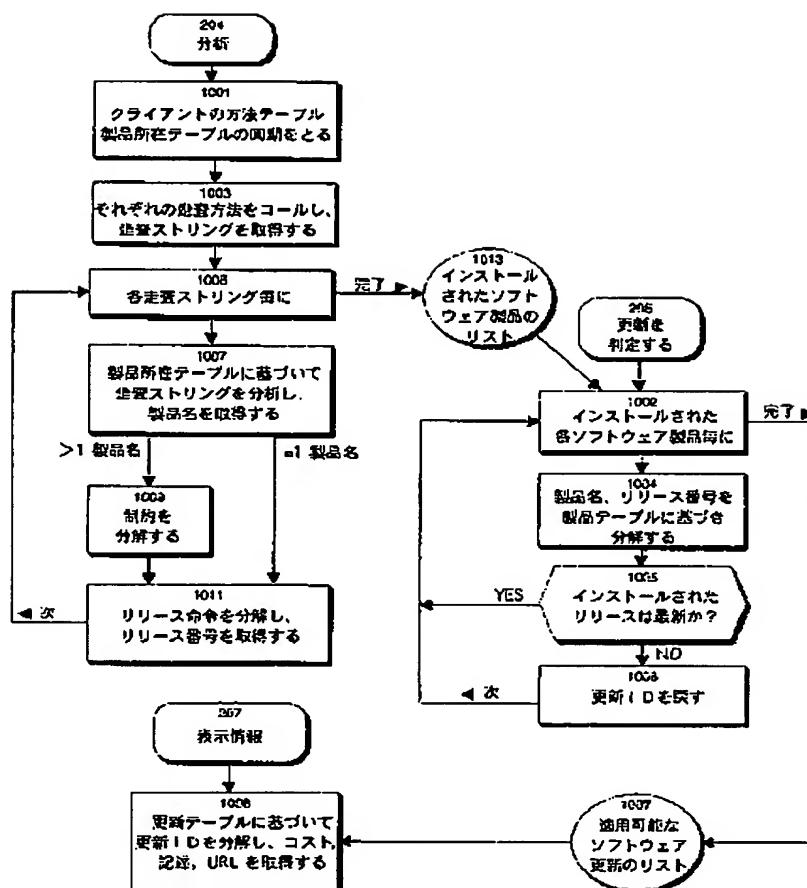 204
分析
1001
クライアントの方法テーブル
製品所在テーブルの同期をとる
1003
それぞれの走査方法をコールし、
走査ストリングを取得する
1005
各走査ストリング毎に
完了
1013
インストール
されたソフト
ウェア製品の
リスト
1007
製品所在テーブルに基づいて
走査ストリングを分析し、
製品名を取得する
>1 製品名
=1 製品名
1009
制約を
分解する
1011
リリース命令を分解し、
リリース番号を取得する
次
更新を
判定する
1002
インストールされた
各ソフトウェア製品毎に
完了
1004
製品名、リリース番号を
製品テーブルに基づき
分解する
インストールされた
リリースは最新か?
YES
NO
更新IDを戻す
次
207
表示情報
更新テーブルに基づいて
更新IDを分解し、コスト,
記述, URLを取得する
適用可能な
ソフトウェア
更新のリスト